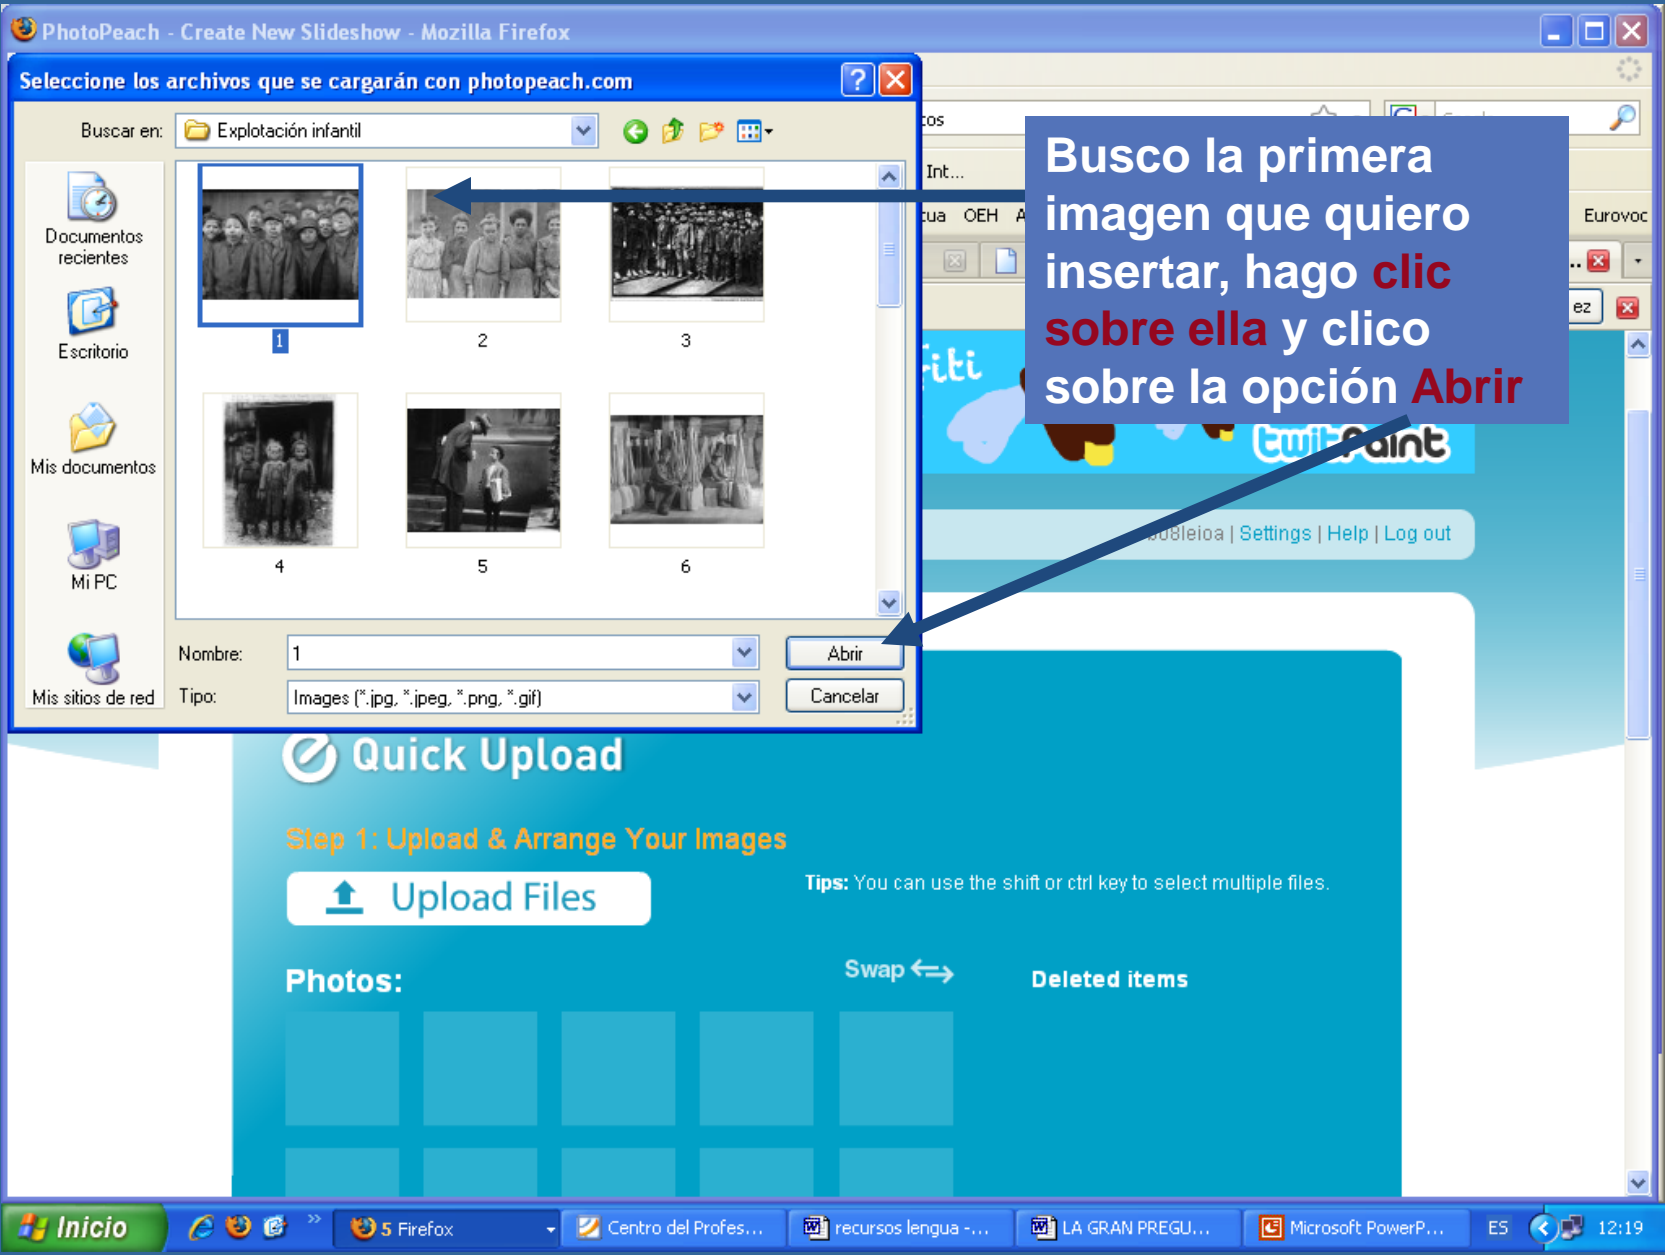 PhotoPeach - Create New Slideshow - Mozilla Firefox
Seleccione los archivos que se cargarán con photopeach.com
Buscar en: Explotación infantil
Documentos recientes
Escritorio
Mis documentos
Mi PC
Mis sitios de red
1
2
3
4
5
6
Nombre: 1
Abrir
Tipo: Images (*.jpg, *.jpeg, *.png, *.gif)
Cancelar
Int...
OEH
Eurovoc
ez
Busco la primera
imagen que quiero
insertar, hago clic
sobre ella y clico
sobre la opción Abrir
Settings | Help | Log out
Quick Upload
Step 1: Upload & Arrange Your Images
Upload Files
Tips: You can use the shift or ctrl key to select multiple files.
Photos:
Swap
Deleted items
Inicio
5 Firefox
Centro del Profes...
recursos lengua -...
LA GRAN PREGU...
Microsoft PowerP...
ES
12:19